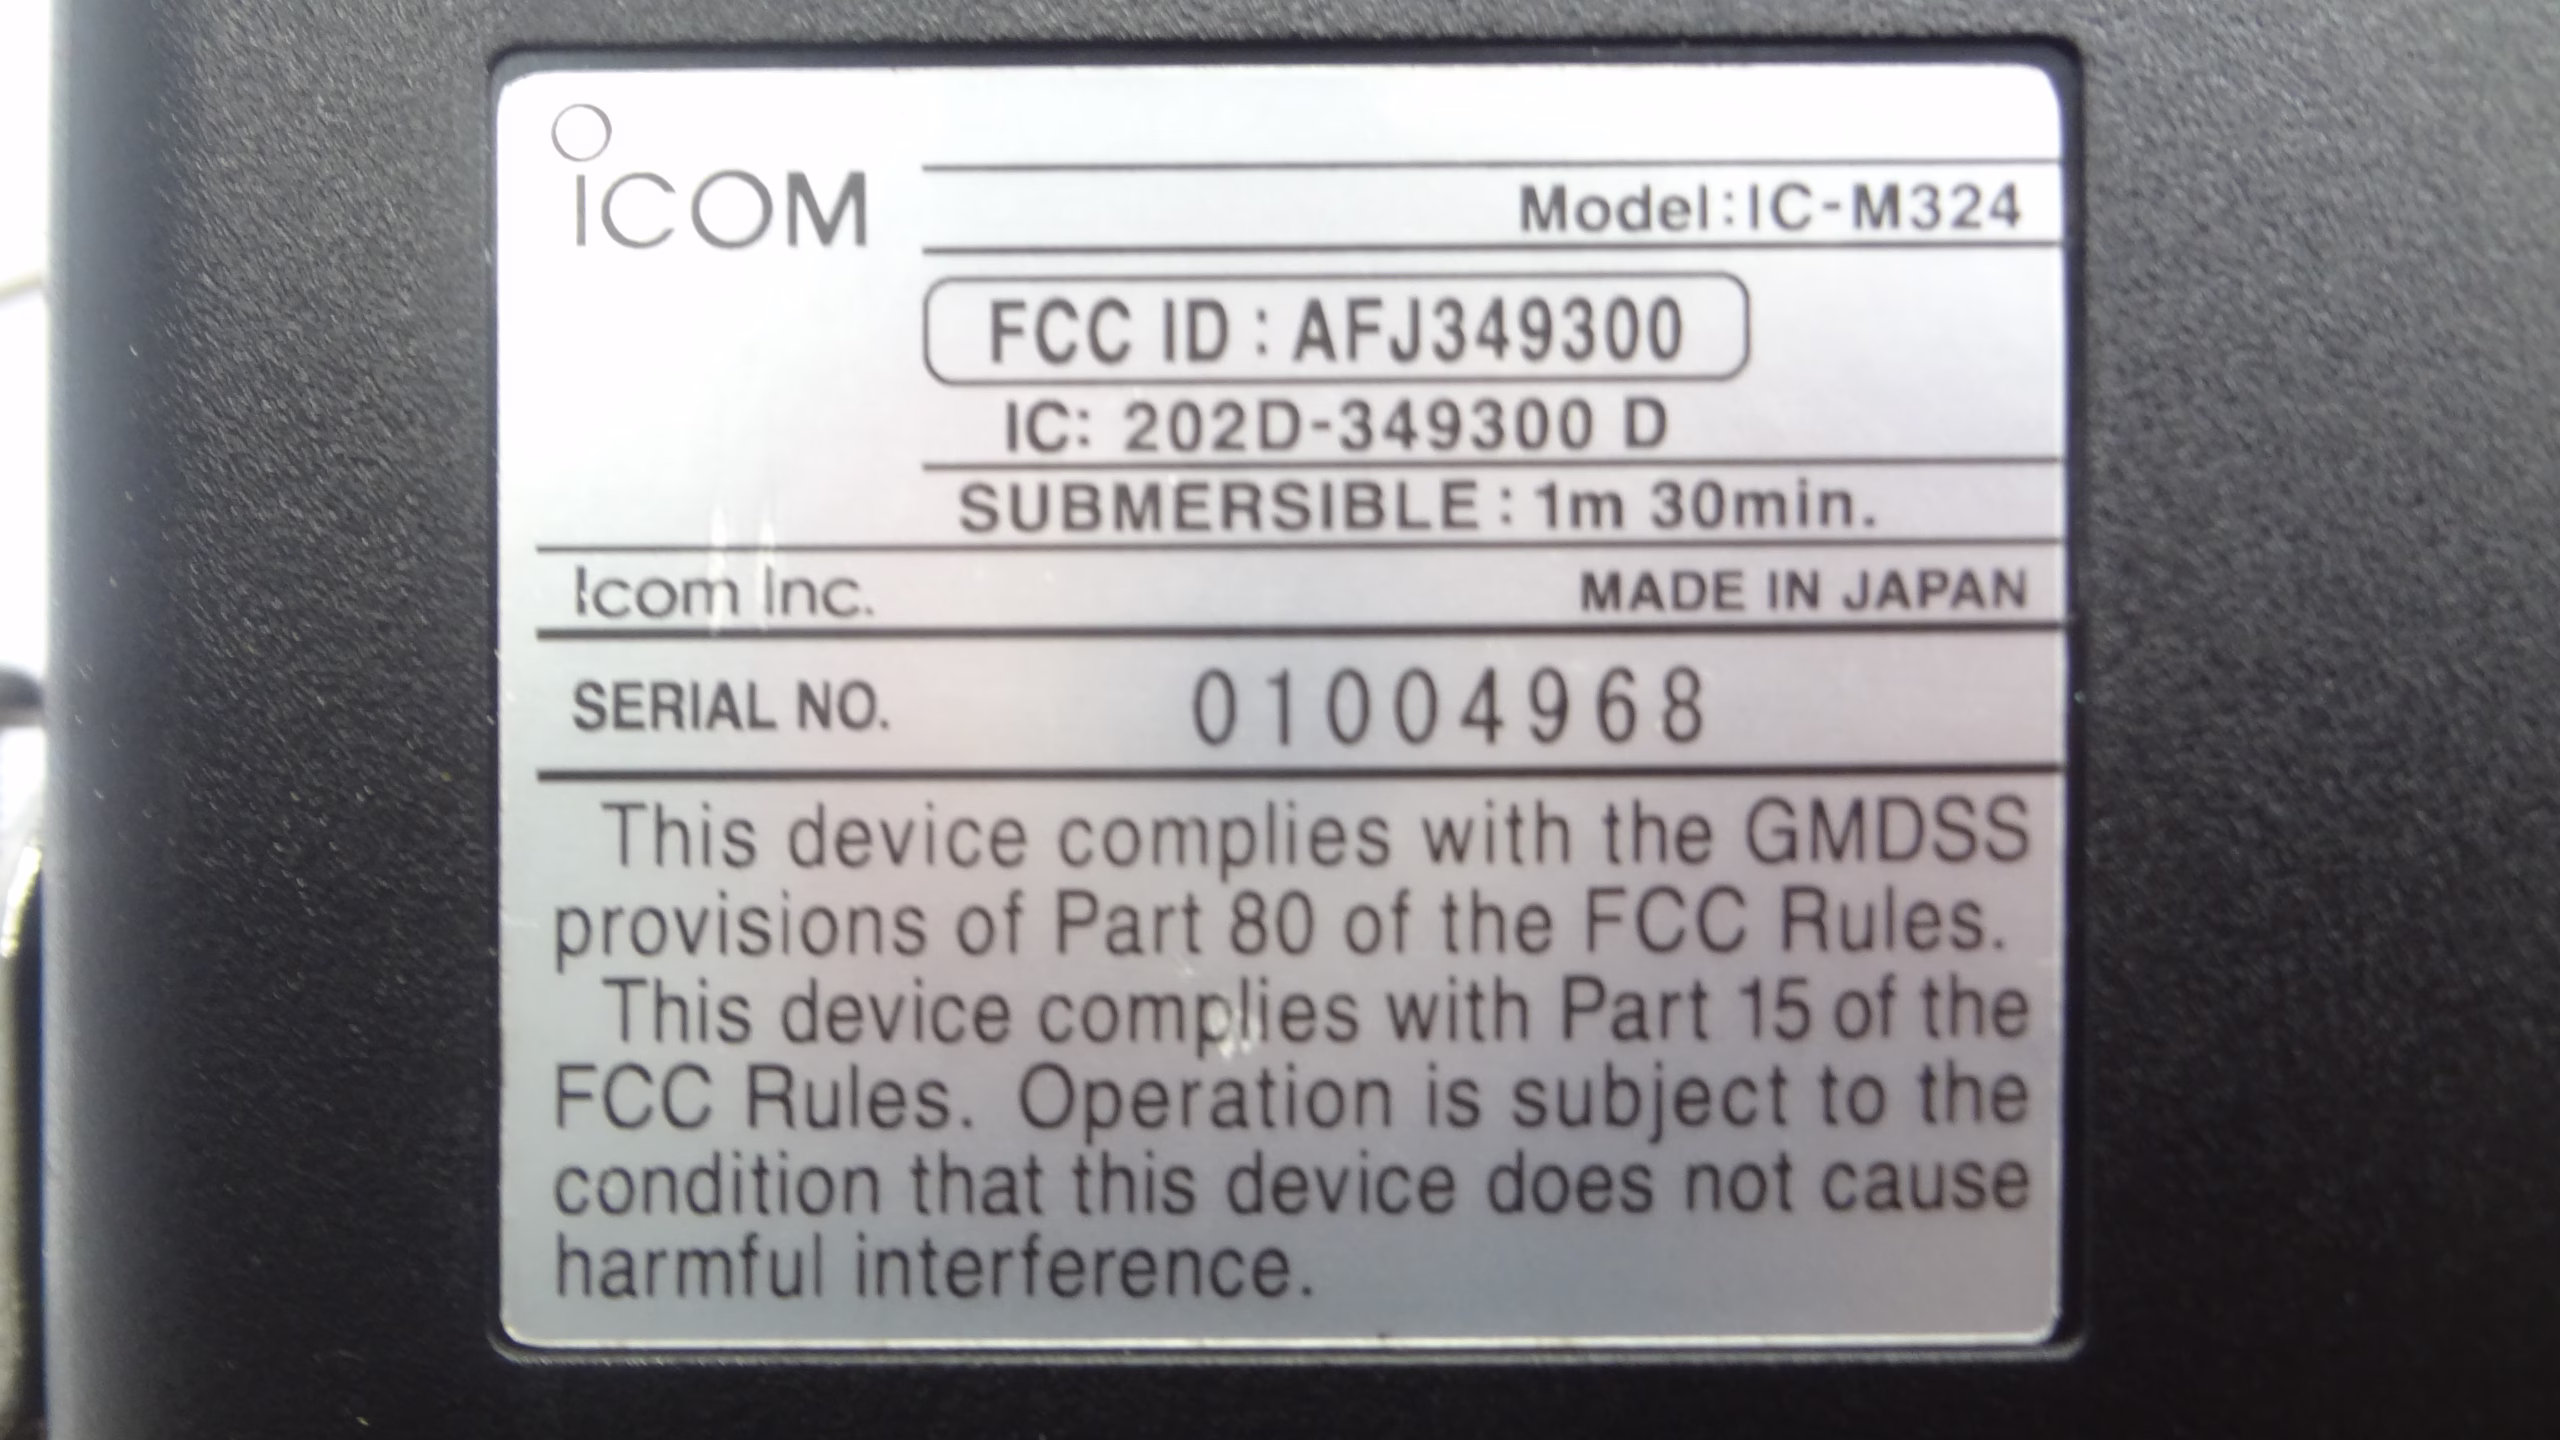 ICOM
Model:IC-M324
FCC ID : AFJ349300
IC: 202D-349300 D
SUBMERSIBLE : 1m 30min.
Icom Inc. MADE IN JAPAN
SERIAL NO. 01004968
This device complies with the GMDSS
provisions of Part 80 of the FCC Rules.
This device complies with Part 15 of the
FCC Rules. Operation is subject to the
condition that this device does not cause
harmful interference.